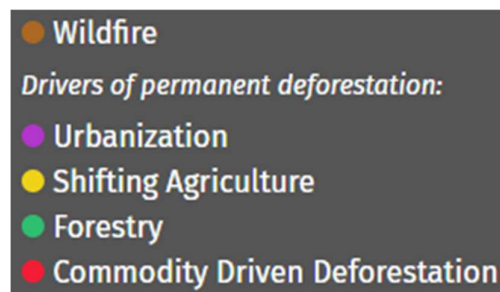 Wildfire
Drivers of permanent deforestation:
Urbanization
Shifting Agriculture
Forestry
Commodity Driven Deforestation